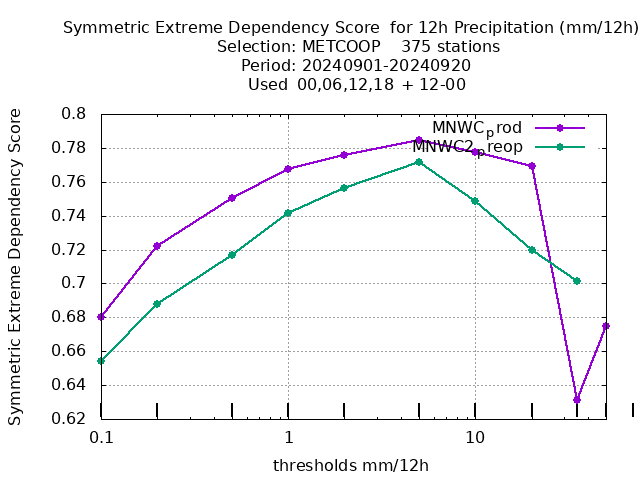 Symmetric Extreme Dependency Score  for 12h Precipitation (mm/12h)
Selection: METCOOP    375 stations
Period: 20240901-20240920
Used  00,06,12,18  + 12-00
Symmetric Extreme Dependency Score
0.8
0.78
0.76
0.74
0.72
0.7
0.68
0.66
0.64
0.62
MNWCprod
MNWC2preop
0.1
1
10
thresholds mm/12h